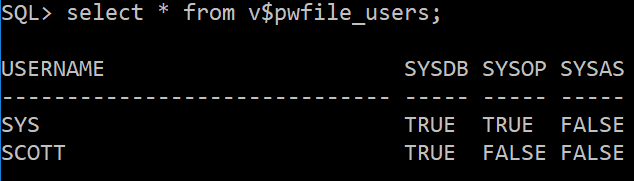 SQL> select * from v$pwfile_users;
USERNAME                       SYSDB SYSOP SYSAS
------------------------------ ----- ----- -----
SYS                            TRUE  TRUE  FALSE
SCOTT                          TRUE  FALSE FALSE